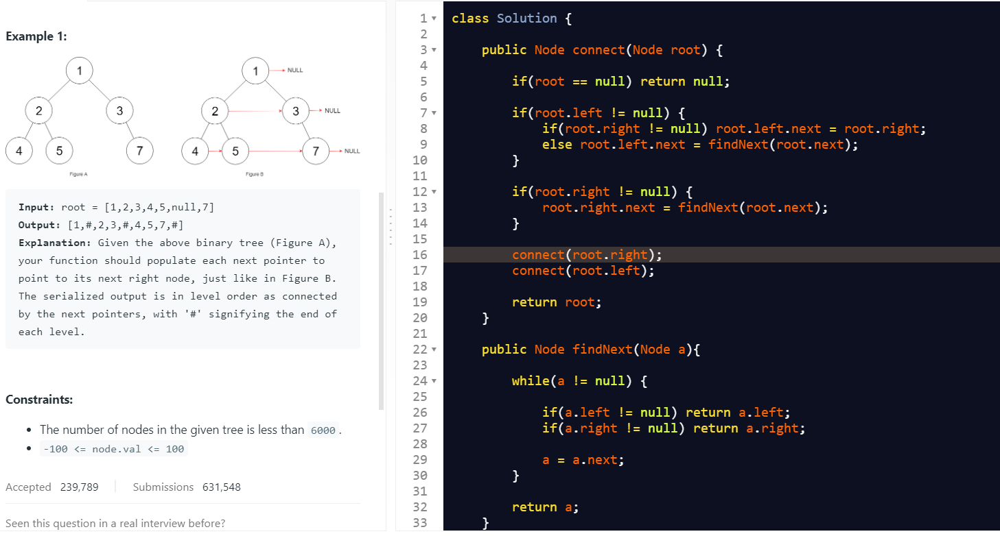 Example 1:
1
2
3
4
5
7
Figure A
1
NULL
2
3
NULL
4
5
7
NULL
Figure B
Input: root = [1,2,3,4,5,null,7]
Output: [1,#,2,3,#,4,5,7,#]
Explanation: Given the above binary tree (Figure A),
your function should populate each next pointer to
point to its next right node, just like in Figure B.
The serialized output is in level order as connected
by the next pointers, with '#' signifying the end of
each level.
Constraints:
• The number of nodes in the given tree is less than 6000.
• -100 <= node.val <= 100
Accepted 239,789 Submissions 631,548
Seen this question in a real interview before?
1 class Solution {
2
3     public Node connect(Node root) {
4
5         if(root == null) return null;
6
7         if(root.left != null) {
8             if(root.right != null) root.left.next = root.right;
9             else root.left.next = findNext(root.next);
10         }
11
12         if(root.right != null) {
13             root.right.next = findNext(root.next);
14         }
15
16         connect(root.right);
17         connect(root.left);
18
19         return root;
20     }
21
22     public Node findNext(Node a){
23
24         while(a != null) {
25
26             if(a.left != null) return a.left;
27             if(a.right != null) return a.right;
28
29             a = a.next;
30         }
31
32         return a;
33     }